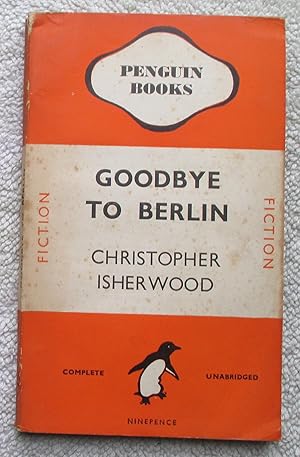 PENGUIN
BOOKS
FICTION
GOODBYE
TO BERLIN
CHRISTOPHER
ISHERWOOD
FICTION
COMPLETE
UNABRIDGED
NINEPENCE